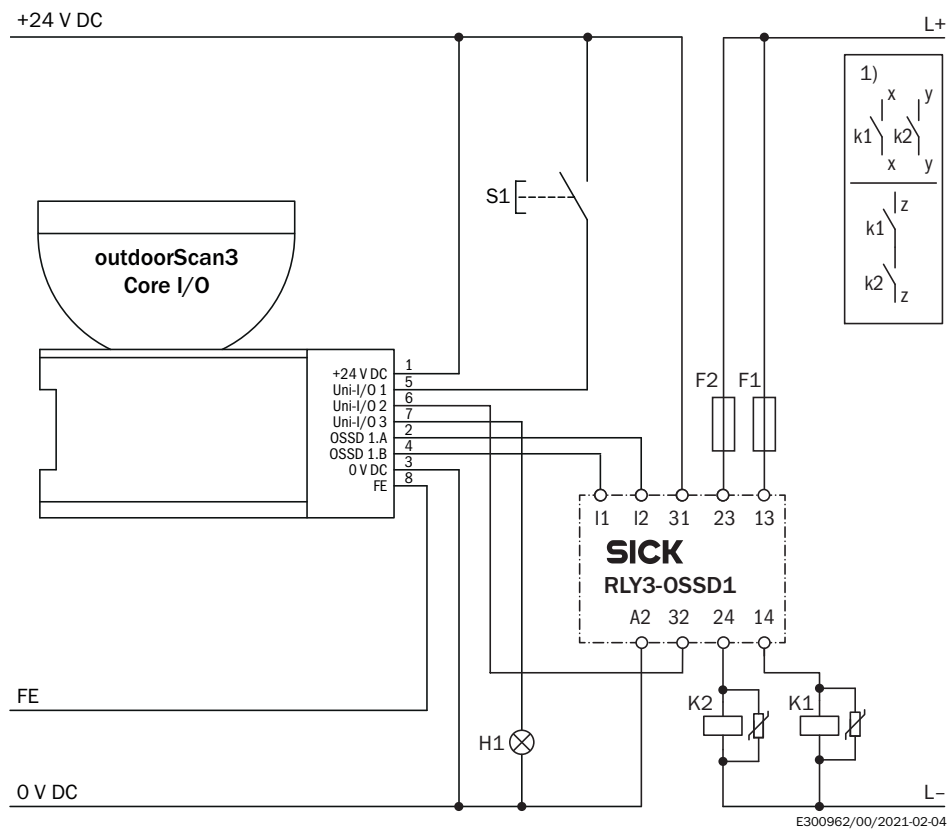 +24 V DC
L+
1)
x
y
k1
k2
x
y
z
k1
k2
z
S1
outdoorScan3
Core I/O
+24 V DC 1
Uni-I/O 1 5
Uni-I/O 2 6
Uni-I/O 3 7
OSSD 1.A 2
OSSD 1.B 4
0 V DC 3
FE 8
F2 F1
I1 I2 31 23 13
SICK
RLY3-OSSD1
A2 32 24 14
FE
K2
K1
H1
0 V DC
L–
E300962/00/2021-02-04